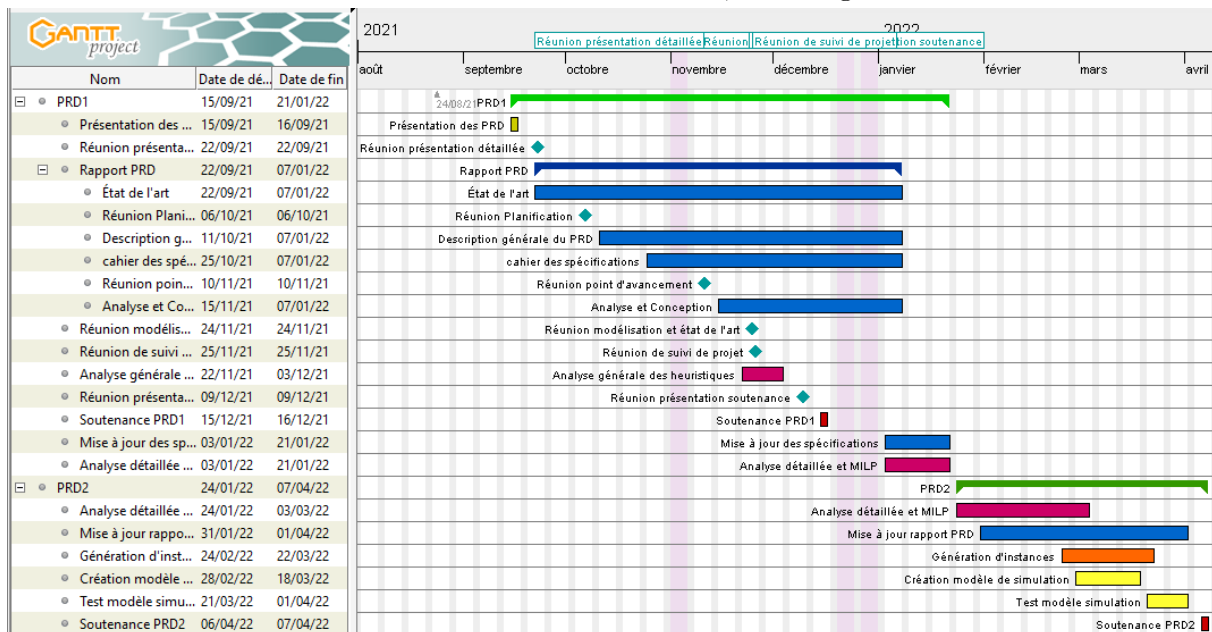 GANTT
project
2021
2022
Réunion présentation détaillée Réunion Réunion de suivi de projet ion soutenance
Nom Date de dé... Date de fin
août septembre octobre novembre décembre janvier février mars avril
PRD1 15/09/21 21/01/22 24/08/21 PRD1
Présentation des ... 15/09/21 16/09/21 Présentation des PRD
Réunion présenta... 22/09/21 22/09/21 Réunion présentation détaillée
Rapport PRD 22/09/21 07/01/22 Rapport PRD
État de l'art 22/09/21 07/01/22 État de l'art
Réunion Plani... 06/10/21 06/10/21 Réunion Planification
Description g... 11/10/21 07/01/22 Description générale du PRD
cahier des spé... 25/10/21 07/01/22 cahier des spécifications
Réunion poin... 10/11/21 10/11/21 Réunion point d'avancement
Analyse et Co... 15/11/21 07/01/22 Analyse et Conception
Réunion modélis... 24/11/21 24/11/21 Réunion modélisation et état de l'art
Réunion de suivi ... 25/11/21 25/11/21 Réunion de suivi de projet
Analyse générale ... 22/11/21 03/12/21 Analyse générale des heuristiques
Réunion présenta... 09/12/21 09/12/21 Réunion présentation soutenance
Soutenance PRD1 15/12/21 16/12/21 Soutenance PRD1
Mise à jour des sp... 03/01/22 21/01/22 Mise à jour des spécifications
Analyse détaillée ... 03/01/22 21/01/22 Analyse détaillée et MILP
PRD2 24/01/22 07/04/22 PRD2
Analyse détaillée ... 24/01/22 03/03/22 Analyse détaillée et MILP
Mise à jour rappo... 31/01/22 01/04/22 Mise à jour rapport PRD
Génération d'inst... 24/02/22 22/03/22 Génération d'instances
Création modèle ... 28/02/22 18/03/22 Création modèle de simulation
Test modèle simu... 21/03/22 01/04/22 Test modèle simulation
Soutenance PRD2 06/04/22 07/04/22 Soutenance PRD2